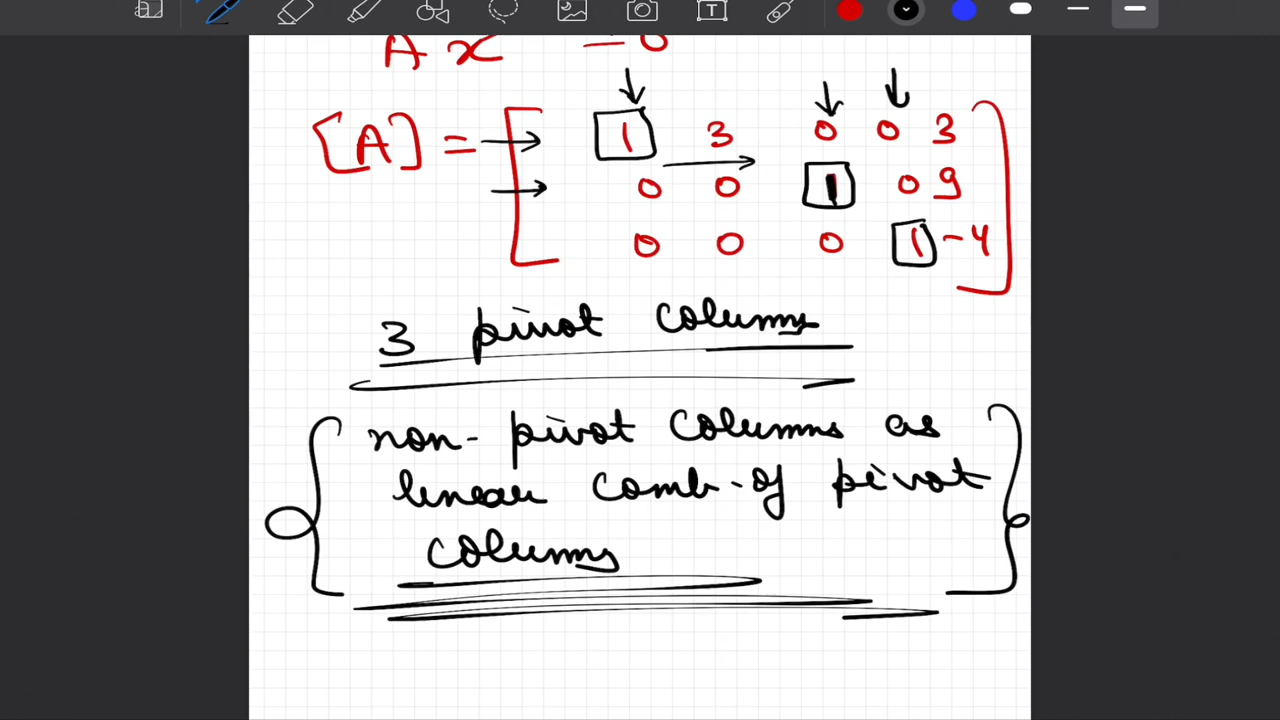 A x = 0
[A] = [ 1 3 0 0 3
0 0 1 0 9
0 0 0 1 -4 ]
3 pivot columns
{ non-pivot columns as
linear comb. of pivot
columns }